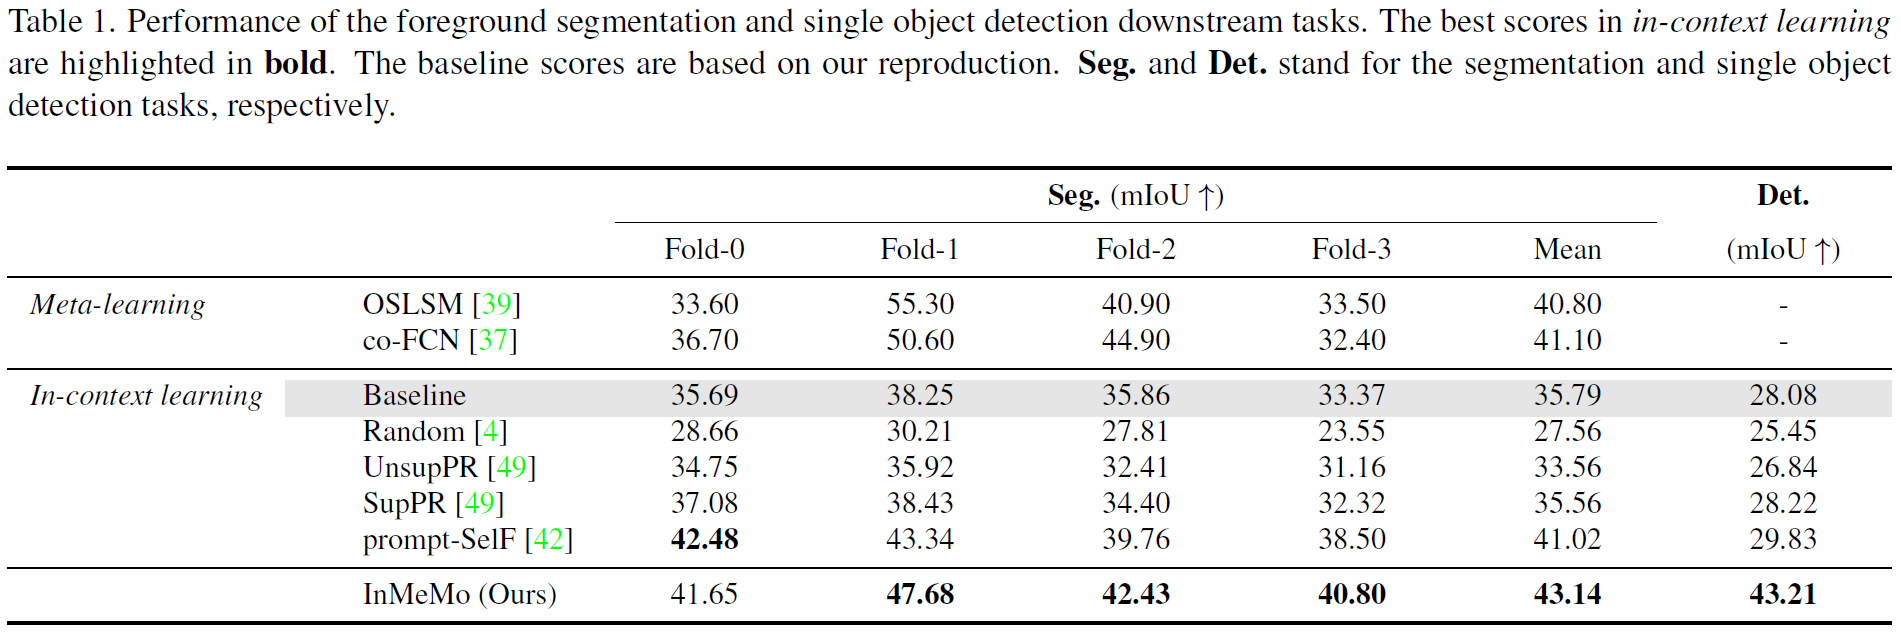 Table 1. Performance of the foreground segmentation and single object detection downstream tasks. The best scores in in-context learning
are highlighted in bold. The baseline scores are based on our reproduction. Seg. and Det. stand for the segmentation and single object
detection tasks, respectively.
Seg. (mIoU ↑) Det.
Fold-0 Fold-1 Fold-2 Fold-3 Mean (mIoU ↑)
Meta-learning OSLSM [39] 33.60 55.30 40.90 33.50 40.80 -
co-FCN [37] 36.70 50.60 44.90 32.40 41.10 -
In-context learning Baseline 35.69 38.25 35.86 33.37 35.79 28.08
Random [4] 28.66 30.21 27.81 23.55 27.56 25.45
UnsupPR [49] 34.75 35.92 32.41 31.16 33.56 26.84
SupPR [49] 37.08 38.43 34.40 32.32 35.56 28.22
prompt-SelF [42] 42.48 43.34 39.76 38.50 41.02 29.83
InMeMo (Ours) 41.65 47.68 42.43 40.80 43.14 43.21